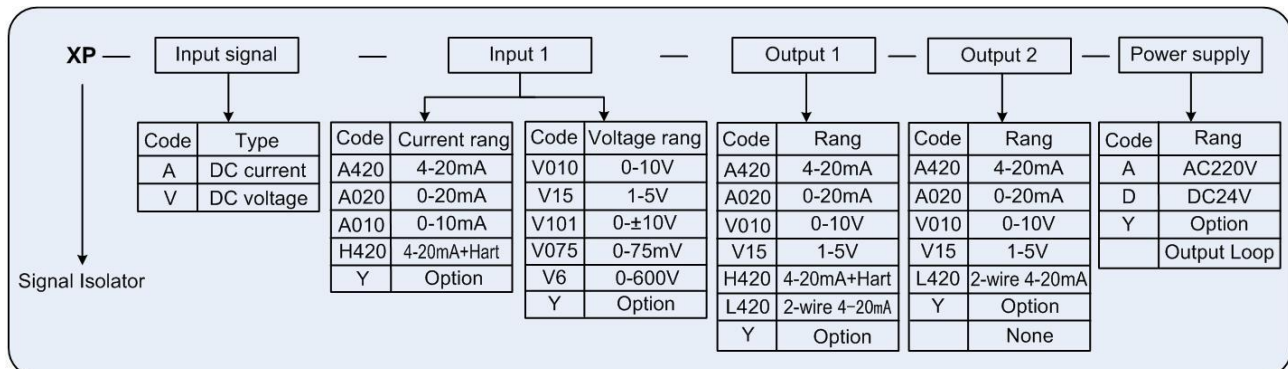 XP — Input signal — Input 1 — Output 1 — Output 2 — Power supply
Signal Isolator
Code Type
A DC current
V DC voltage
Code Current rang
A420 4-20mA
A020 0-20mA
A010 0-10mA
H420 4-20mA+Hart
Y Option
Code Voltage rang
V010 0-10V
V15 1-5V
V101 0-±10V
V075 0-75mV
V6 0-600V
Y Option
Code Rang
A420 4-20mA
A020 0-20mA
V010 0-10V
V15 1-5V
H420 4-20mA+Hart
L420 2-wire 4-20mA
Y Option
Code Rang
A420 4-20mA
A020 0-20mA
V010 0-10V
V15 1-5V
L420 2-wire 4-20mA
Y Option
None
Code Rang
A AC220V
D DC24V
Y Option
Output Loop